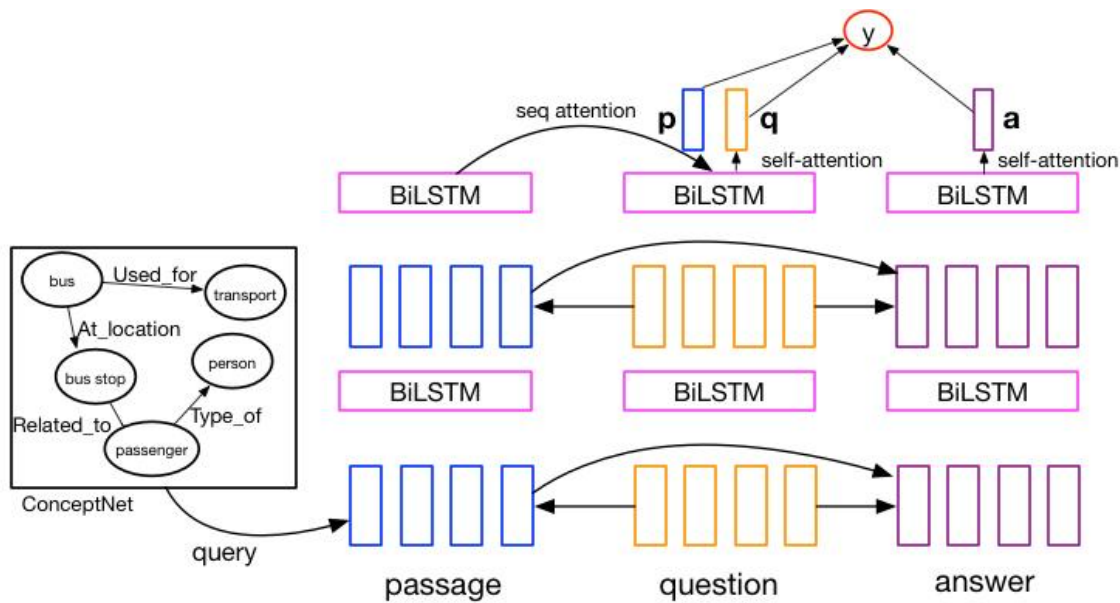 y
seq attention
p
q
a
self-attention
self-attention
BiLSTM
BiLSTM
BiLSTM
bus
Used_for
transport
At_location
person
bus stop
Related_to
Type_of
passenger
ConceptNet
BiLSTM
BiLSTM
BiLSTM
query
passage
question
answer